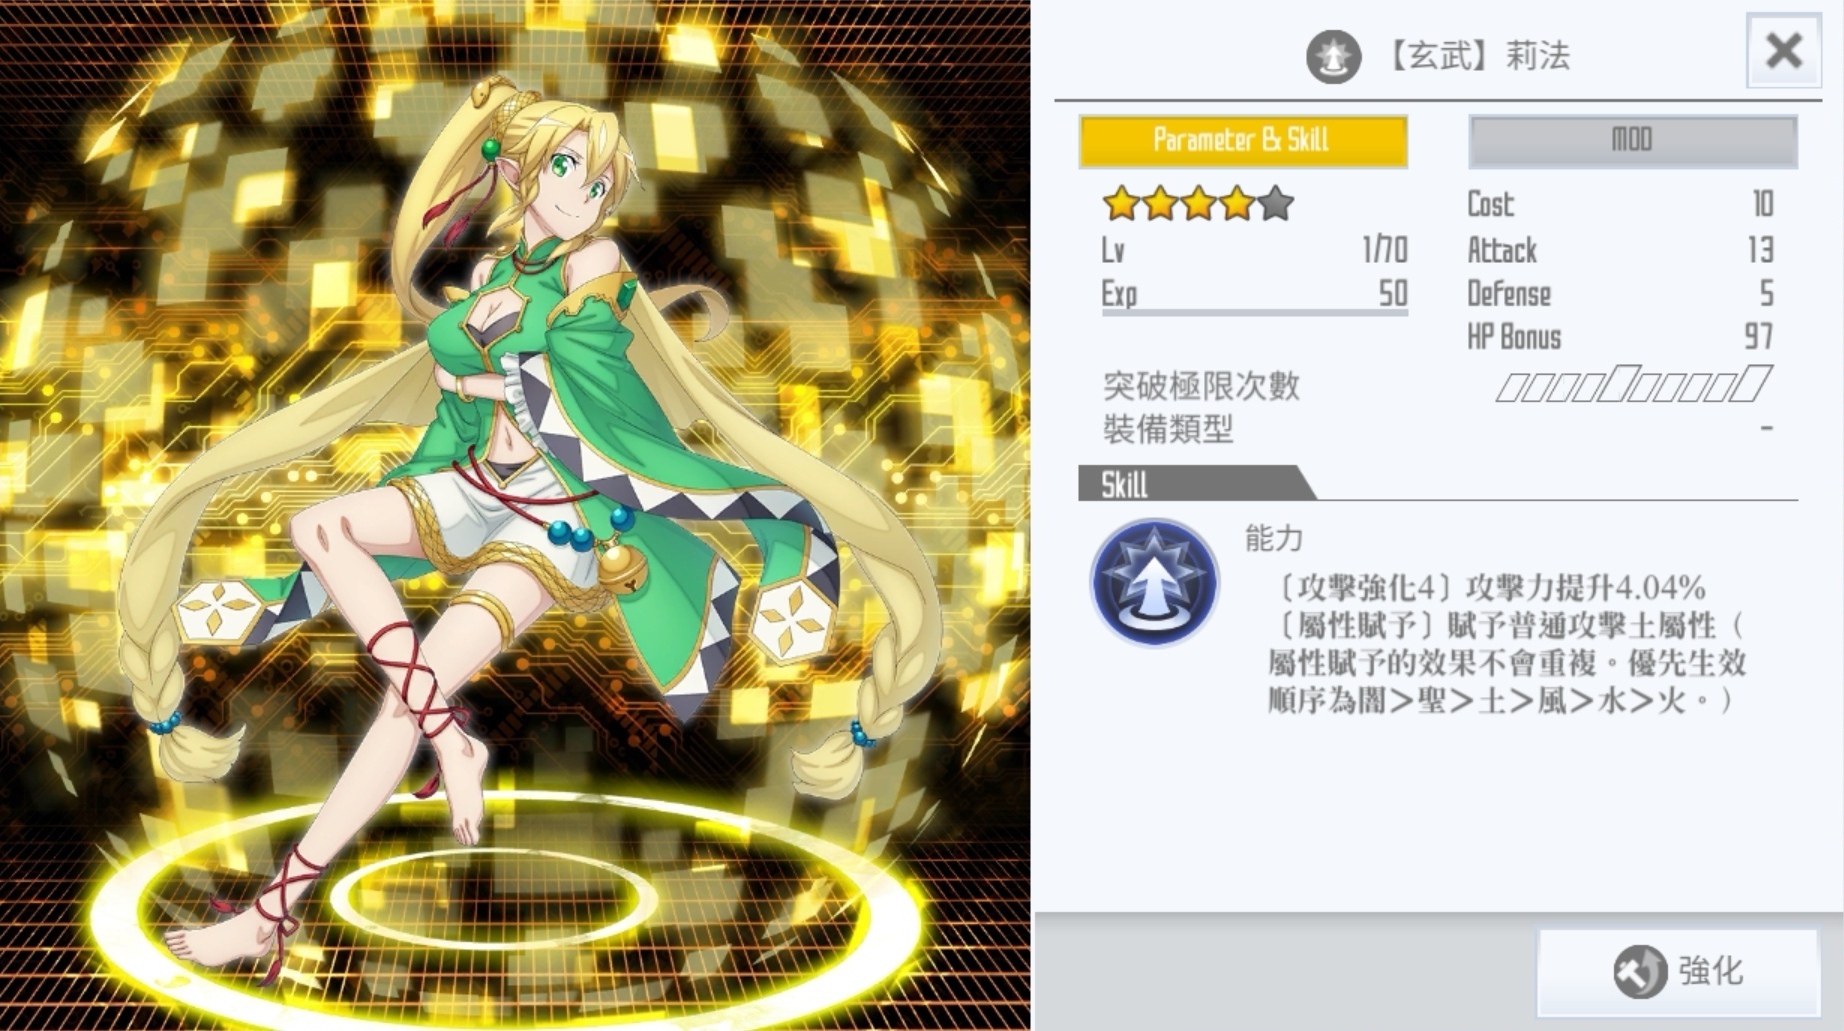 【玄武】莉法
Parameter & Skill
MOD
Lv 1/70
Exp 50
Cost 10
Attack 13
Defense 5
HP Bonus 97
突破極限次數
裝備類型 -
Skill
能力
〔攻擊強化4〕攻擊力提升4.04%
〔屬性賦予〕賦予普通攻擊土屬性（
屬性賦予的效果不會重複。優先生效
順序為闇＞聖＞土＞風＞水＞火。）
強化